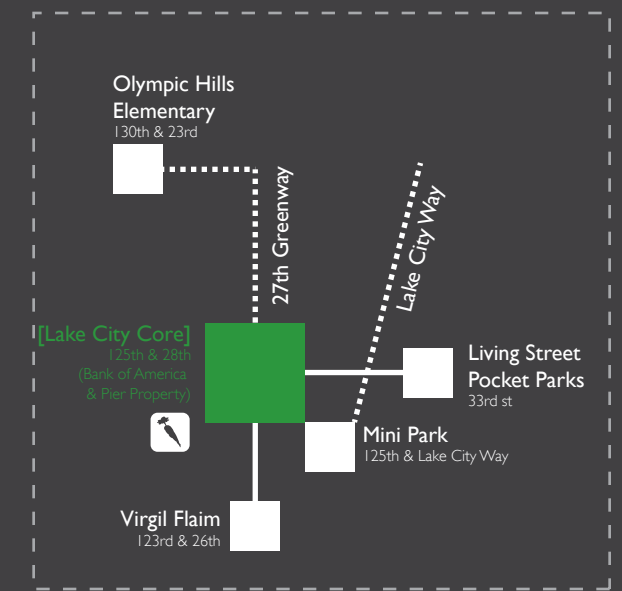 Olympic Hills
Elementary
130th & 23rd
27th Greenway
Lake City Way
[Lake City Core]
125th & 28th
(Bank of America
& Pier Property)
Living Street
Pocket Parks
33rd st
Mini Park
125th & Lake City Way
Virgil Flaim
123rd & 26th